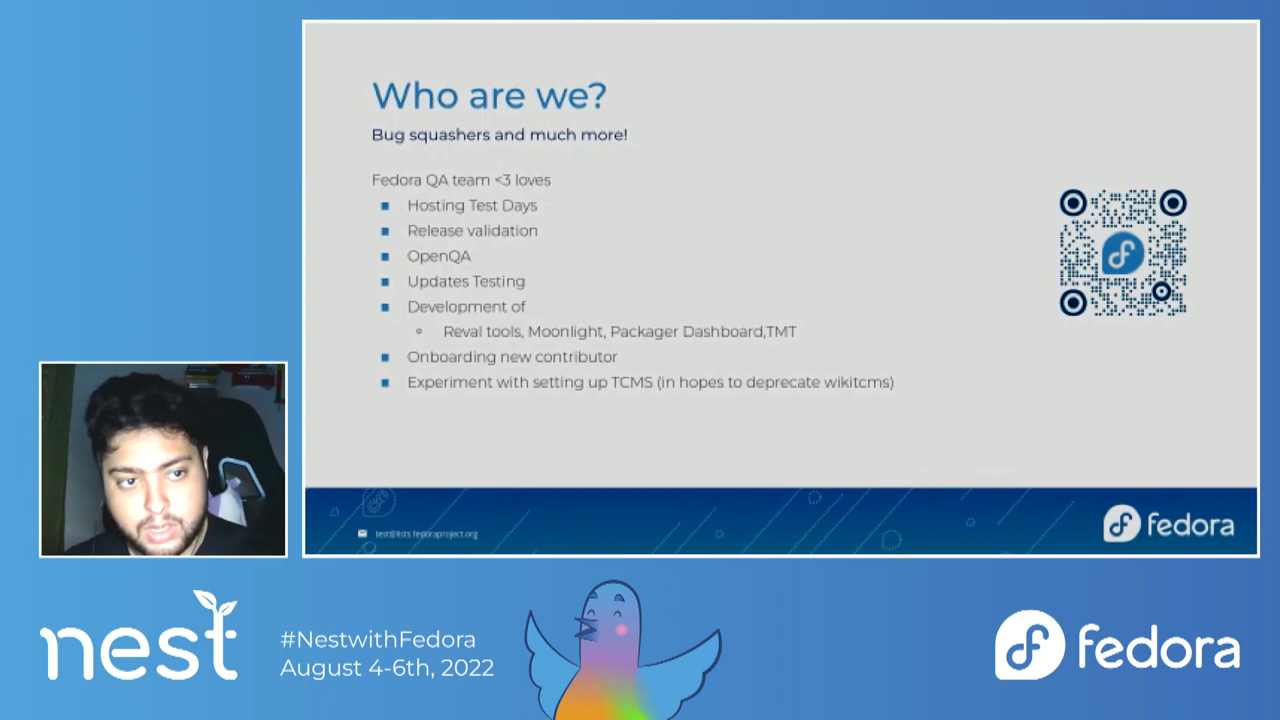 Who are we?
Bug squashers and much more!
Fedora QA team <3 loves
Hosting Test Days
Release validation
OpenQA
Updates Testing
Development of
Reval tools, Moonlight, Packager Dashboard,TMT
Onboarding new contributor
Experiment with setting up TCMS (in hopes to deprecate wikitcms)
test@lists.fedoraproject.org
fedora
nest
#NestwithFedora
August 4-6th, 2022
fedora